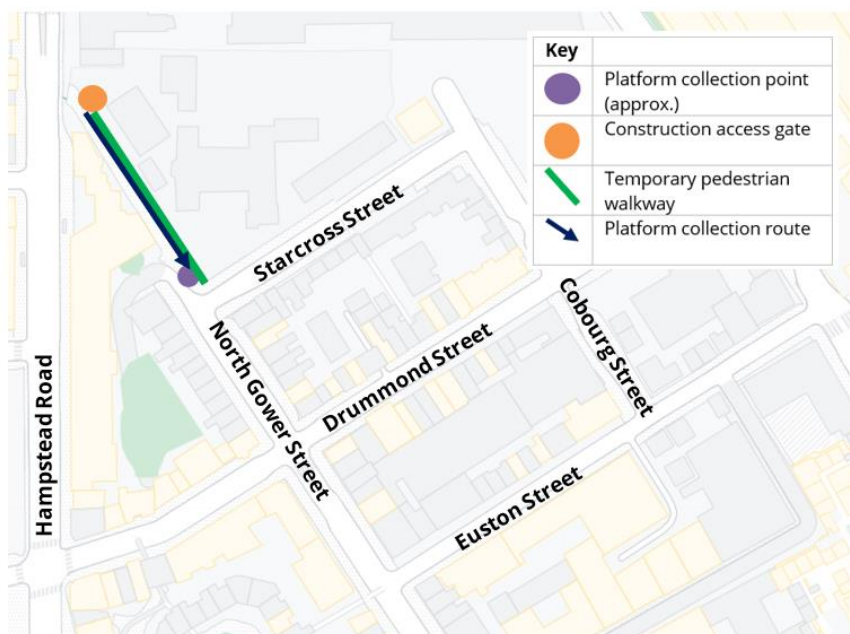 Key
Platform collection point
(approx.)
Construction access gate
Temporary pedestrian
walkway
Platform collection route
Starcross Street
Cobourg Street
Drummond Street
North Gower Street
Hampstead Road
Euston Street